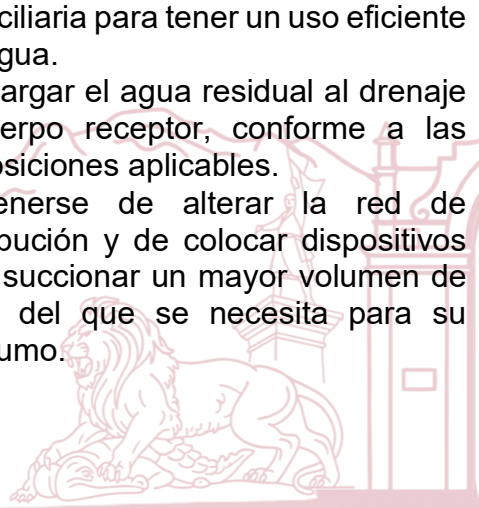 ciliaria para tener un uso eficiente
gua.
argar el agua residual al drenaje
erpo receptor, conforme a las
siciones aplicables.
enerse de alterar la red de
bución y de colocar dispositivos
succionar un mayor volumen de
del que se necesita para su
umo.